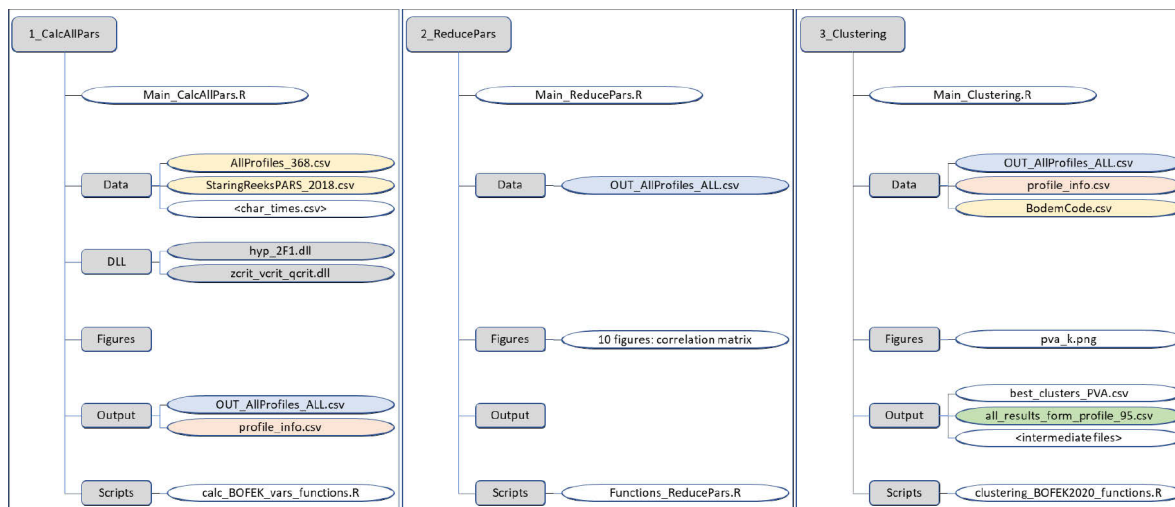 1_CalcAllPars
Main_CalcAllPars.R
Data
AllProfiles_368.csv
StaringReeksPARS_2018.csv
<char_times.csv>
DLL
hyp_2F1.dll
zcrit_vcrit_qcrit.dll
Figures
Output
OUT_AllProfiles_ALL.csv
profile_info.csv
Scripts
calc_BOFEK_vars_functions.R
2_ReducePars
Main_ReducePars.R
Data
OUT_AllProfiles_ALL.csv
Figures
10 figures: correlation matrix
Output
Scripts
Functions_ReducePars.R
3_Clustering
Main_Clustering.R
Data
OUT_AllProfiles_ALL.csv
profile_info.csv
BodemCode.csv
Figures
pva_k.png
Output
best_clusters_PVA.csv
all_results_form_profile_95.csv
<intermediate files>
Scripts
clustering_BOFEK2020_functions.R